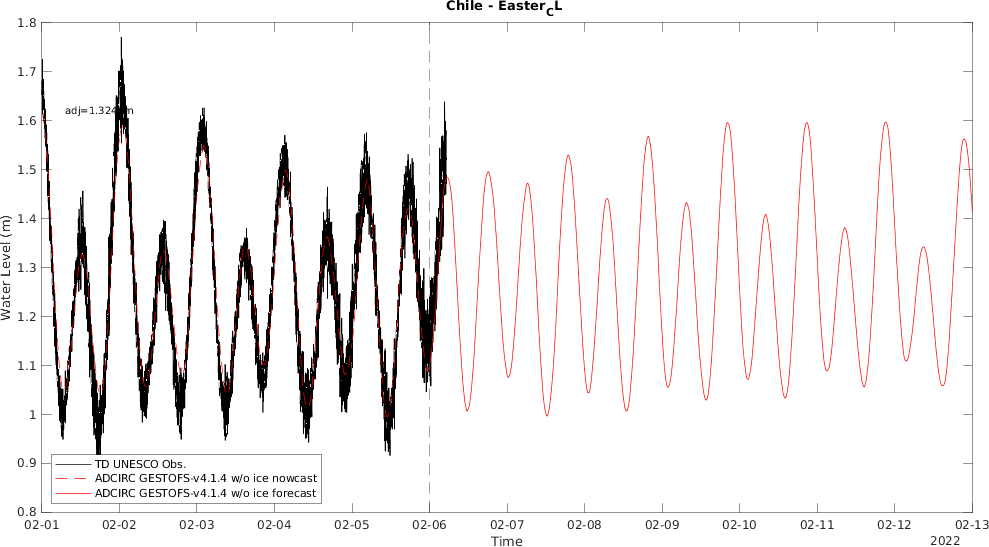 Chile - Easter_CL
1.8
1.7
1.6
1.5
1.4
1.3
1.2
1.1
1
0.9
0.8
Water Level (m)
adj=1.324 m
TD UNESCO Obs.
ADCIRC GESTOFS-v4.1.4 w/o ice nowcast
ADCIRC GESTOFS-v4.1.4 w/o ice forecast
02-01 02-02 02-03 02-04 02-05 02-06 02-07 02-08 02-09 02-10 02-11 02-12 02-13
Time
2022